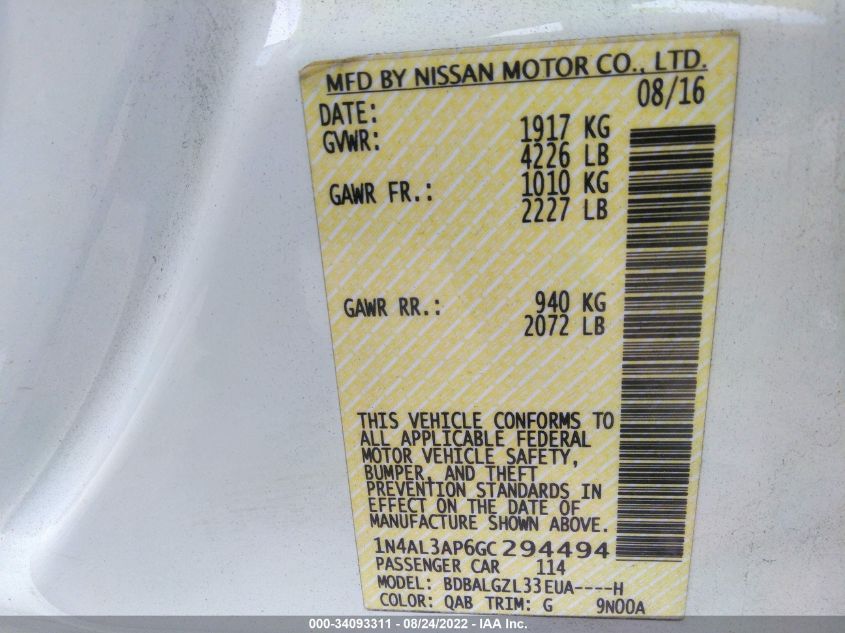 MFD BY NISSAN MOTOR CO., LTD.
DATE: 08/16
GVWR: 1917 KG
4226 LB
GAWR FR.: 1010 KG
2227 LB
GAWR RR.: 940 KG
2072 LB
THIS VEHICLE CONFORMS TO
ALL APPLICABLE FEDERAL
MOTOR VEHICLE SAFETY,
BUMPER, AND THEFT
PREVENTION STANDARDS IN
EFFECT ON THE DATE OF
MANUFACTURE SHOWN ABOVE.
1N4AL3AP6GC294494
PASSENGER CAR 114
MODEL: BDBALGZL33EUA----H
COLOR: QAB TRIM: G 9N00A
000-34093311 - 08/24/2022 - IAA Inc.